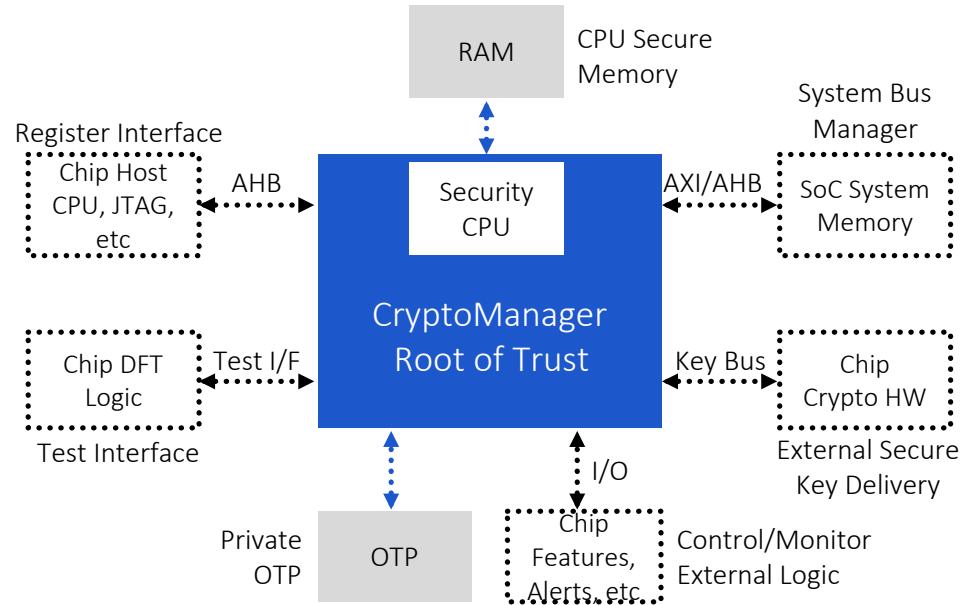 RAM
CPU Secure
Memory
System Bus
Manager
Register Interface
Chip Host
CPU, JTAG,
etc
AHB
Security
CPU
AXI/AHB
SoC System
Memory
CryptoManager
Root of Trust
Chip DFT
Logic
Test I/F
Test Interface
Key Bus
Chip
Crypto HW
External Secure
Key Delivery
I/O
Private
OTP
OTP
Chip
Features,
Alerts, etc
Control/Monitor
External Logic